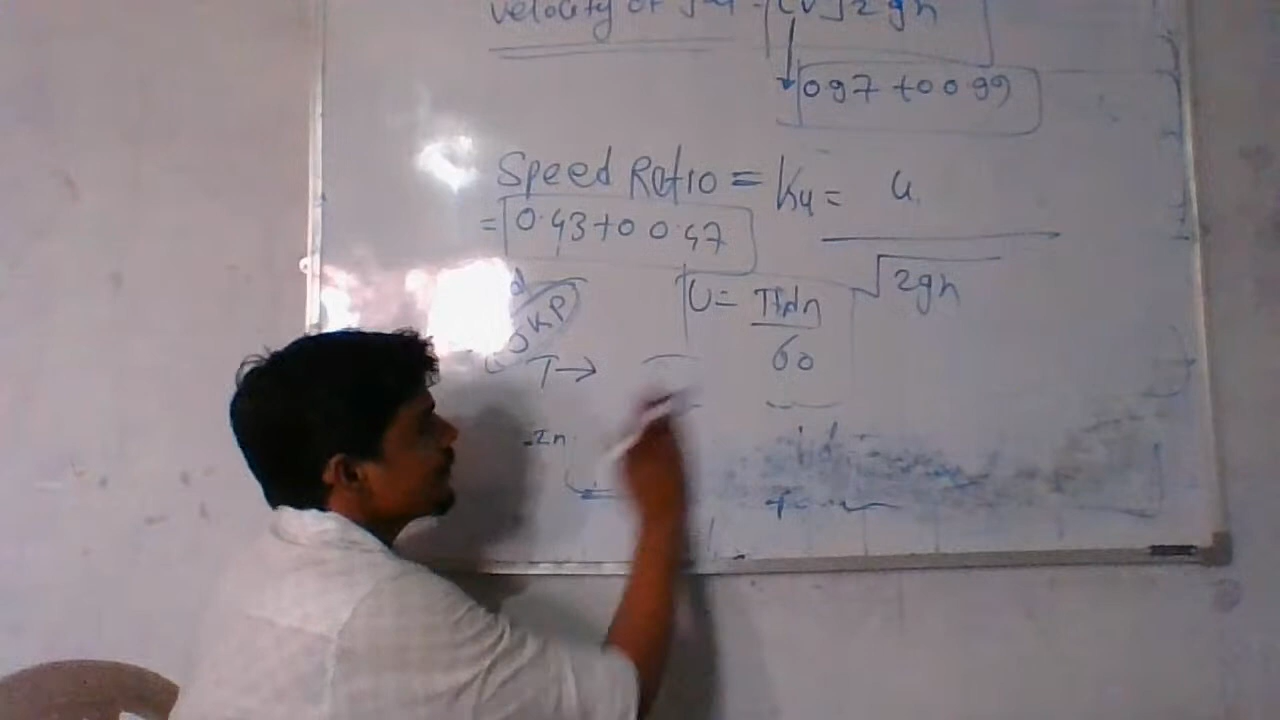 velocity of Jet = Cv √2gh
0.97 to 0.99
Speed Ratio = Ku = u
√2gh
= 0.43 to 0.47
U = πdn
60
KP
T →